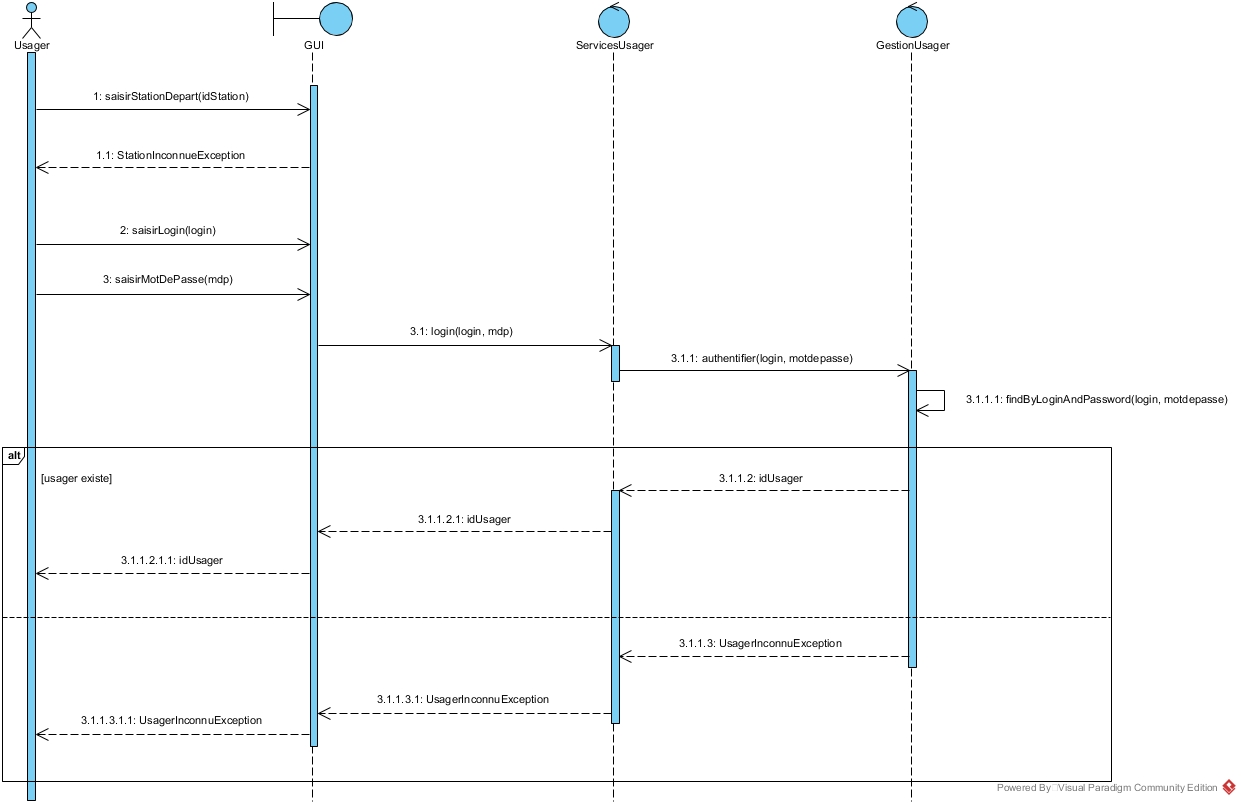 Usager
GUI
ServicesUsager
GestionUsager
1: saisirStationDepart(idStation)
1.1: StationInconnueException
2: saisirLogin(login)
3: saisirMotDePasse(mdp)
3.1: login(login, mdp)
3.1.1: authentifier(login, motdepasse)
3.1.1.1: findByLoginAndPassword(login, motdepasse)
alt
[usager existe]
3.1.1.2: idUsager
3.1.1.2.1: idUsager
3.1.1.2.1.1: idUsager
3.1.1.3: UsagerInconnuException
3.1.1.3.1: UsagerInconnuException
3.1.1.3.1.1: UsagerInconnuException
Powered By Visual Paradigm Community Edition